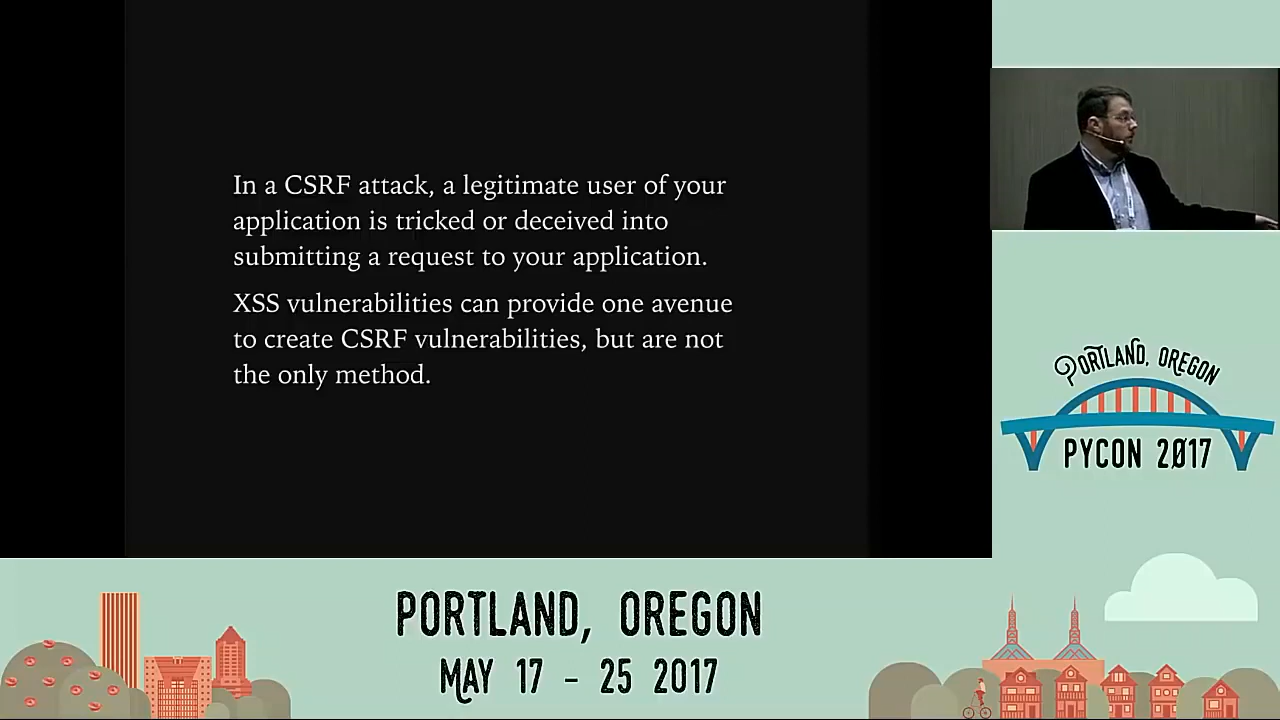 In a CSRF attack, a legitimate user of your
application is tricked or deceived into
submitting a request to your application.
XSS vulnerabilities can provide one avenue
to create CSRF vulnerabilities, but are not
the only method.
PORTLAND, OREGON
PYCON 2017
PORTLAND, OREGON
MAY 17 - 25 2017